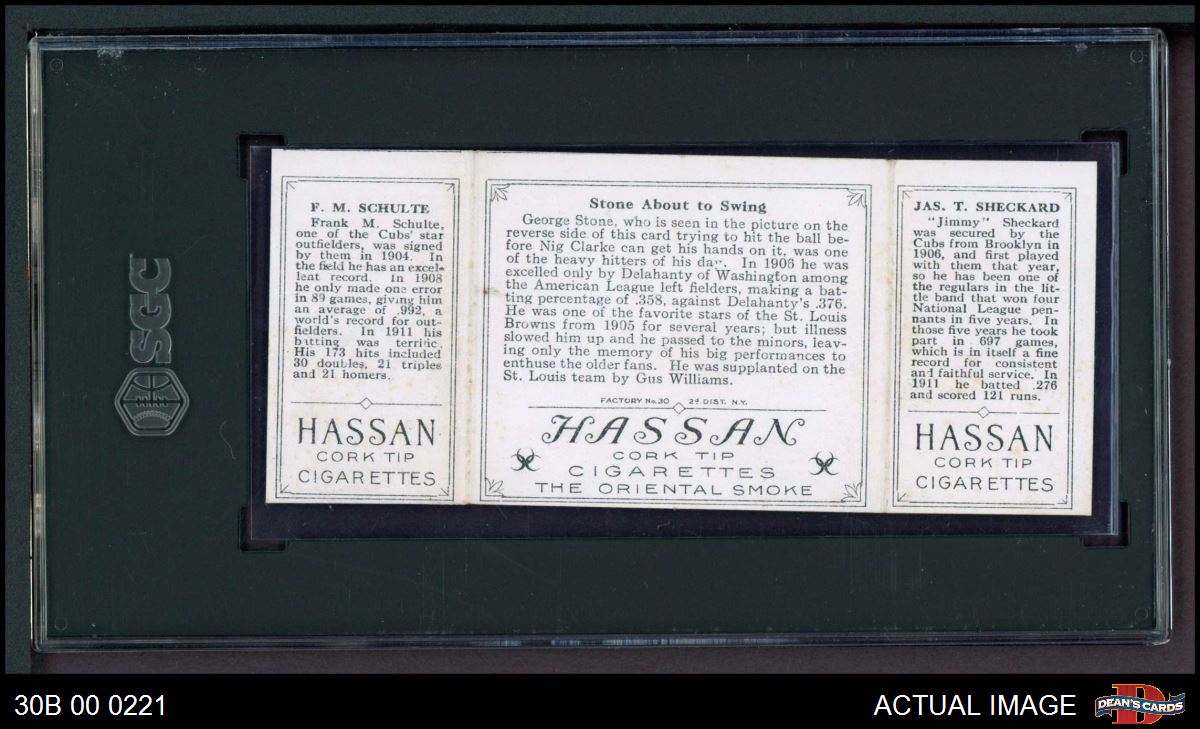 SGC
F. M. SCHULTE
Frank M. Schulte,
one of the Cubs' star
outfielders, was signed
by them in 1904. In
the field he has an excel-
lent record. In 1908
he only made one error
in 89 games, giving him
an average of .992, a
world's record for out-
fielders. In 1911 his
batting was terrific.
His 173 hits included
30 doubles, 21 triples
and 21 homers.
HASSAN
CORK TIP
CIGARETTES
Stone About to Swing
George Stone, who is seen in the picture on the
reverse side of this card trying to hit the ball be-
fore Nig Clarke can get his hands on it, was one
of the heavy hitters of his day. In 1906 he was
excelled only by Delahanty of Washington among
the American League left fielders, making a bat-
ting percentage of .358, against Delahanty's .376.
He was one of the favorite stars of the St. Louis
Browns from 1905 for several years; but illness
slowed him up and he passed to the minors, leav-
ing only the memory of his big performances to
enthuse the older fans. He was supplanted on the
St. Louis team by Gus Williams.
FACTORY No. 30 2d DIST. N.Y.
HASSAN
CORK TIP
CIGARETTES
THE ORIENTAL SMOKE
JAS. T. SHECKARD
"Jimmy" Sheckard
was secured by the
Cubs from Brooklyn in
1906, and first played
with them that year,
so he has been one of
the regulars in the lit-
tle band that won four
National League pen-
nants in five years. In
those five years he took
part in 697 games,
which is in itself a fine
record for consistent
and faithful service. In
1911 he batted .276
and scored 121 runs.
HASSAN
CORK TIP
CIGARETTES
30B 00 0221
ACTUAL IMAGE
D
DEAN'S CARDS